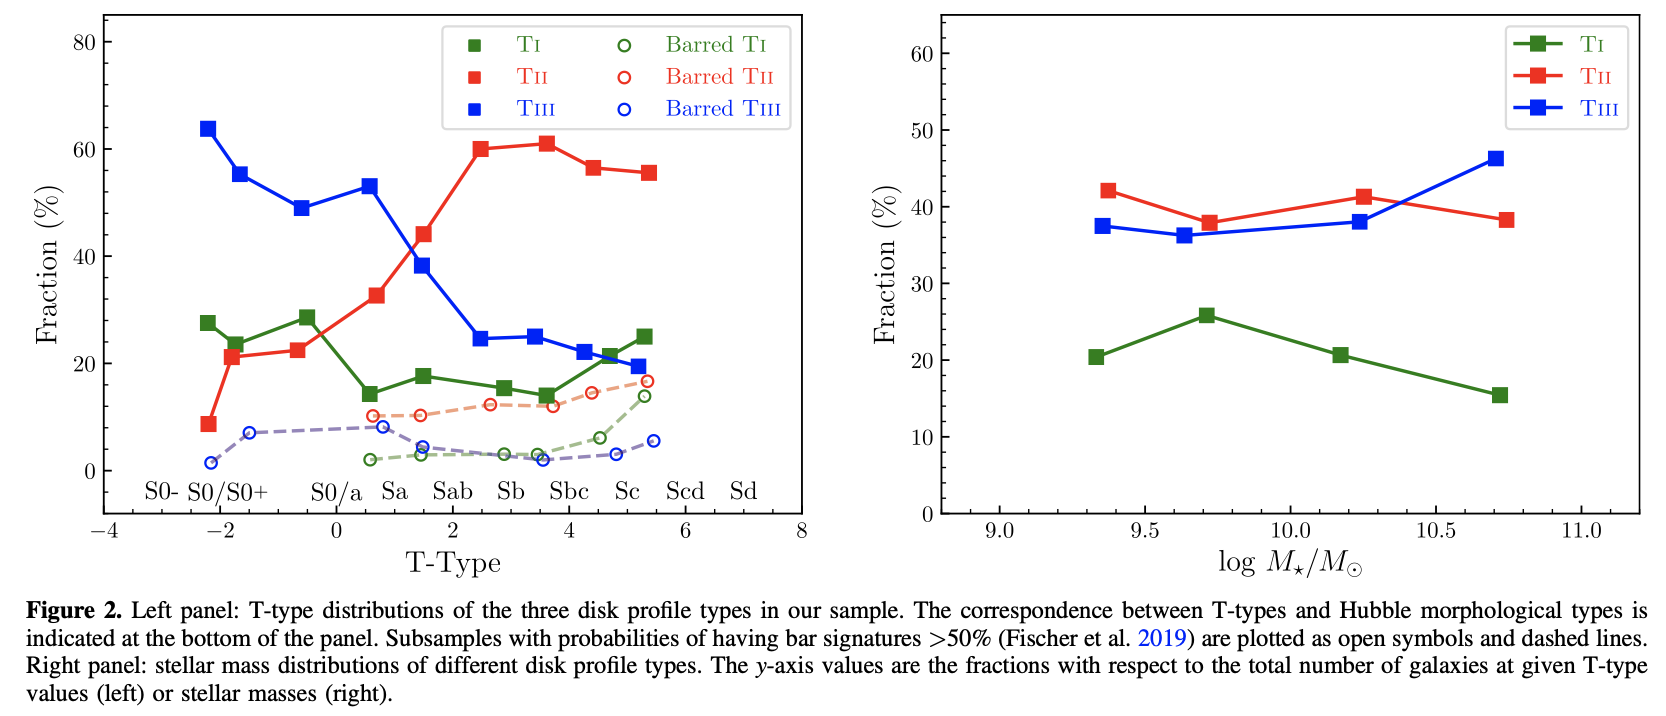 80
60
40
20
0
Fraction (%)
TI
TII
TIII
Barred TI
Barred TII
Barred TIII
S0- S0/S0+ S0/a Sa Sab Sb Sbc Sc Scd Sd
−4 −2 0 2 4 6 8
T-Type
60
50
40
30
20
10
0
Fraction (%)
TI
TII
TIII
9.0 9.5 10.0 10.5 11.0
log M⋆/M⊙
Figure 2. Left panel: T-type distributions of the three disk profile types in our sample. The correspondence between T-types and Hubble morphological types is
indicated at the bottom of the panel. Subsamples with probabilities of having bar signatures >50% (Fischer et al. 2019) are plotted as open symbols and dashed lines.
Right panel: stellar mass distributions of different disk profile types. The y-axis values are the fractions with respect to the total number of galaxies at given T-type
values (left) or stellar masses (right).